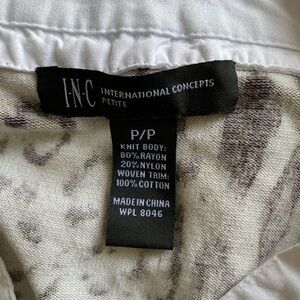 I·N·C INTERNATIONAL CONCEPTS
PETITE
P/P
KNIT BODY:
80% RAYON
20% NYLON
WOVEN TRIM:
100% COTTON
MADE IN CHINA
WPL 8046